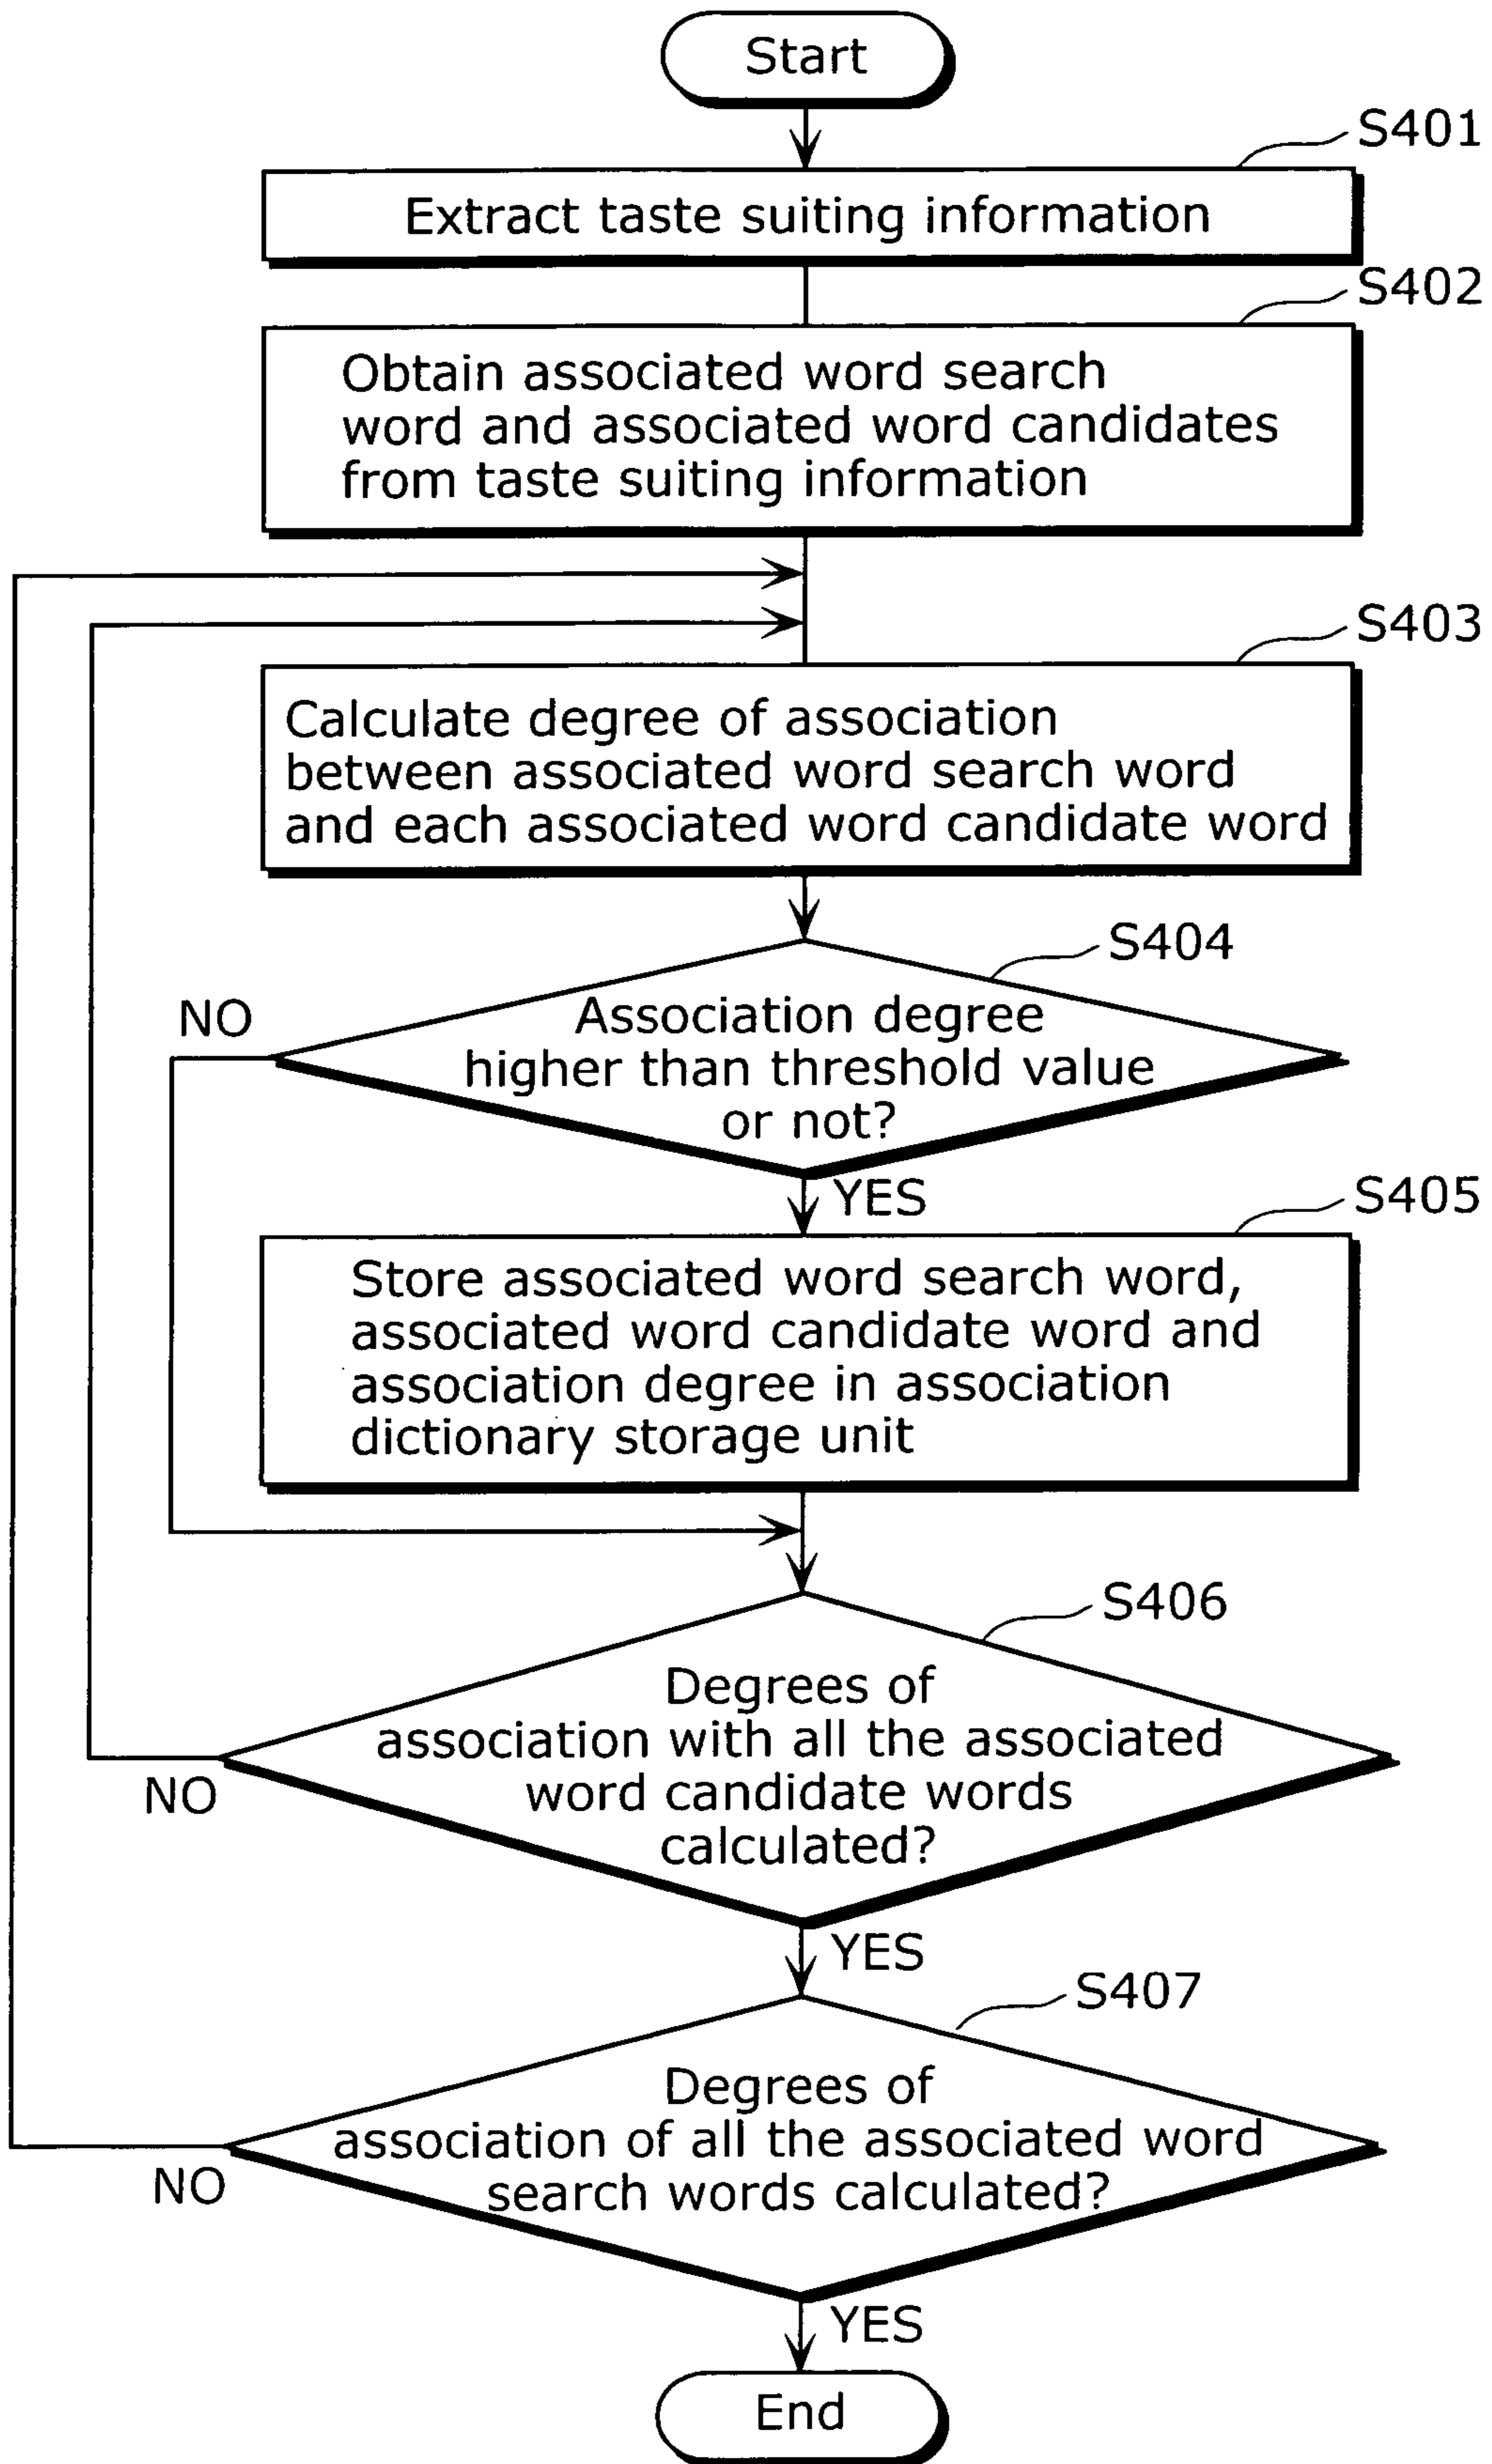 Start
S401
Extract taste suiting information
S402
Obtain associated word search
word and associated word candidates
from taste suiting information
S403
Calculate degree of association
between associated word search word
and each associated word candidate word
S404
NO
Association degree
higher than threshold value
or not?
YES
S405
Store associated word search word,
associated word candidate word and
association degree in association
dictionary storage unit
S406
Degrees of
association with all the associated
word candidate words
calculated?
NO
YES
S407
Degrees of
association of all the associated word
search words calculated?
NO
YES
End